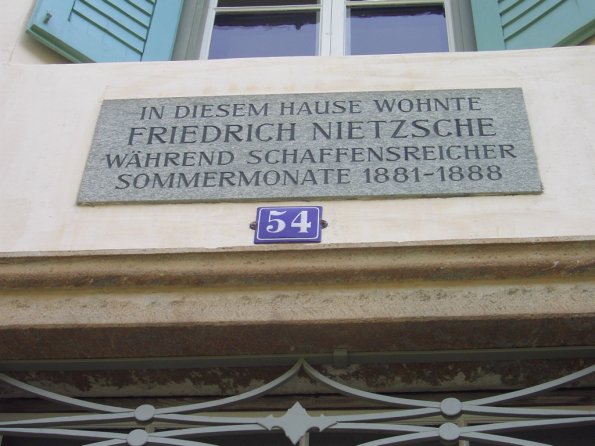 IN DIESEM HAUSE WOHNTE
FRIEDRICH NIETZSCHE
WÄHREND SCHAFFENSREICHER
SOMMERMONATE 1881-1888
54